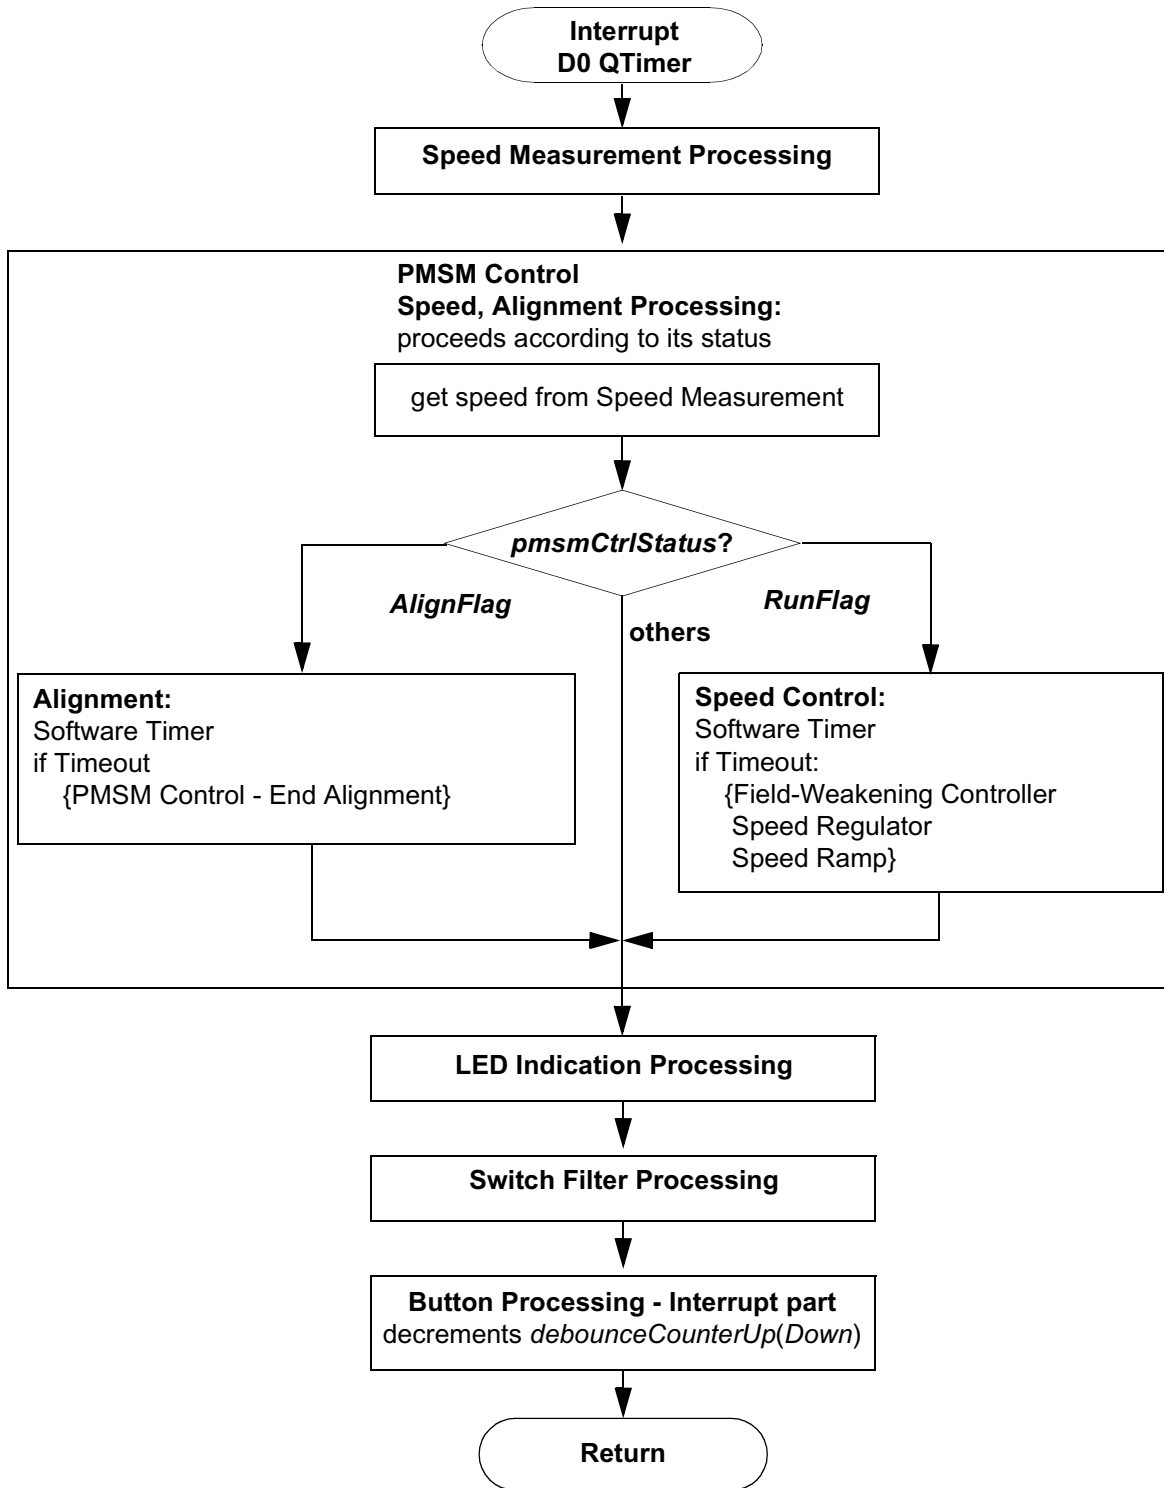 Interrupt
D0 QTimer
Speed Measurement Processing
PMSM Control
Speed, Alignment Processing:
proceeds according to its status
get speed from Speed Measurement
pmsmCtrlStatus?
AlignFlag
RunFlag
others
Alignment:
Software Timer
if Timeout
{PMSM Control - End Alignment}
Speed Control:
Software Timer
if Timeout:
{Field-Weakening Controller
Speed Regulator
Speed Ramp}
LED Indication Processing
Switch Filter Processing
Button Processing - Interrupt part
decrements debounceCounterUp(Down)
Return